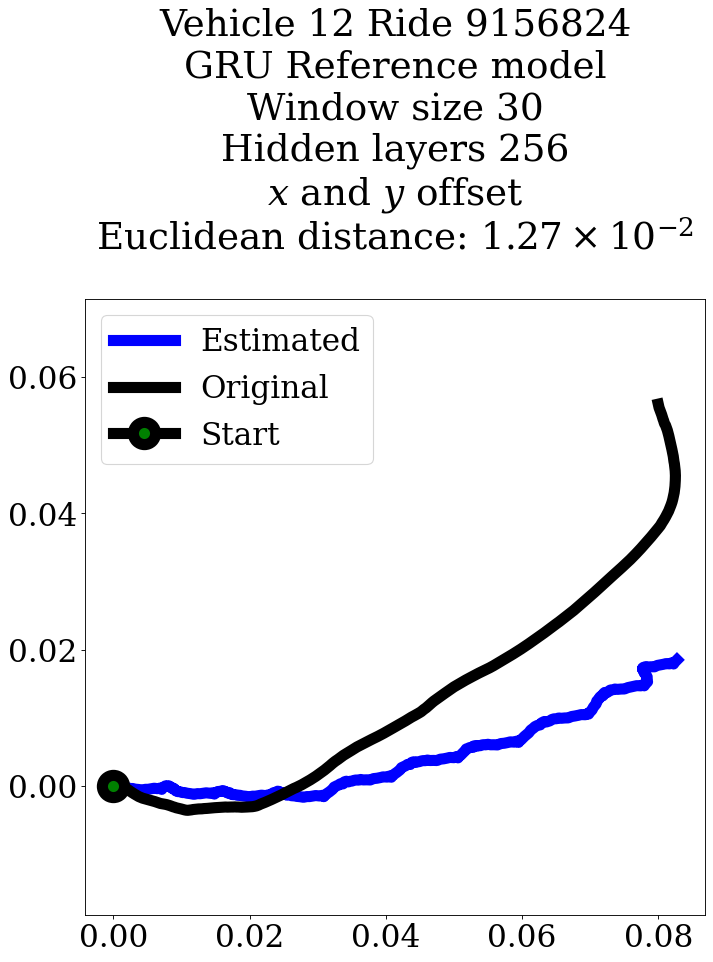 Vehicle 12 Ride 9156824
GRU Reference model
Window size 30
Hidden layers 256
x and y offset
Euclidean distance: 1.27 × 10⁻²
Estimated
Original
Start
0.06
0.04
0.02
0.00
0.00 0.02 0.04 0.06 0.08